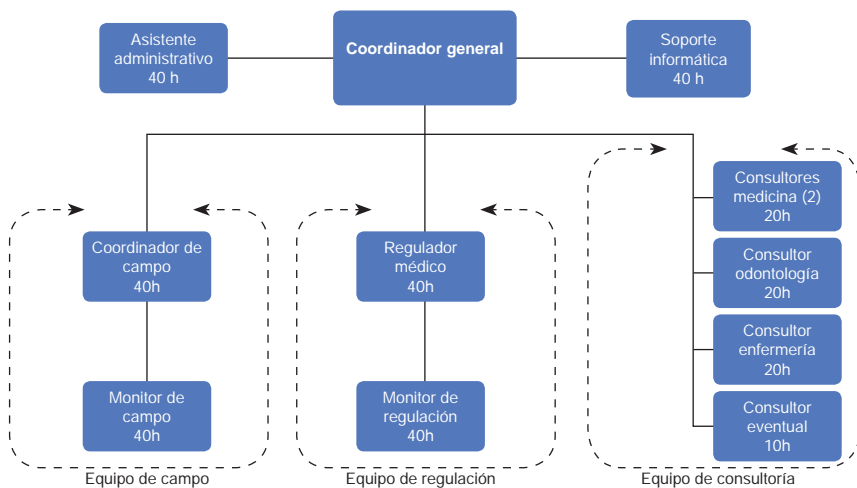 Asistente
administrativo
40 h
Coordinador general
Soporte
informática
40 h
Coordinador de
campo
40h
Monitor de
campo
40h
Equipo de campo
Regulador
médico
40h
Monitor de
regulación
40h
Equipo de regulación
Consultores
medicina (2)
20h
Consultor
odontología
20h
Consultor
enfermería
20h
Consultor
eventual
10h
Equipo de consultoría